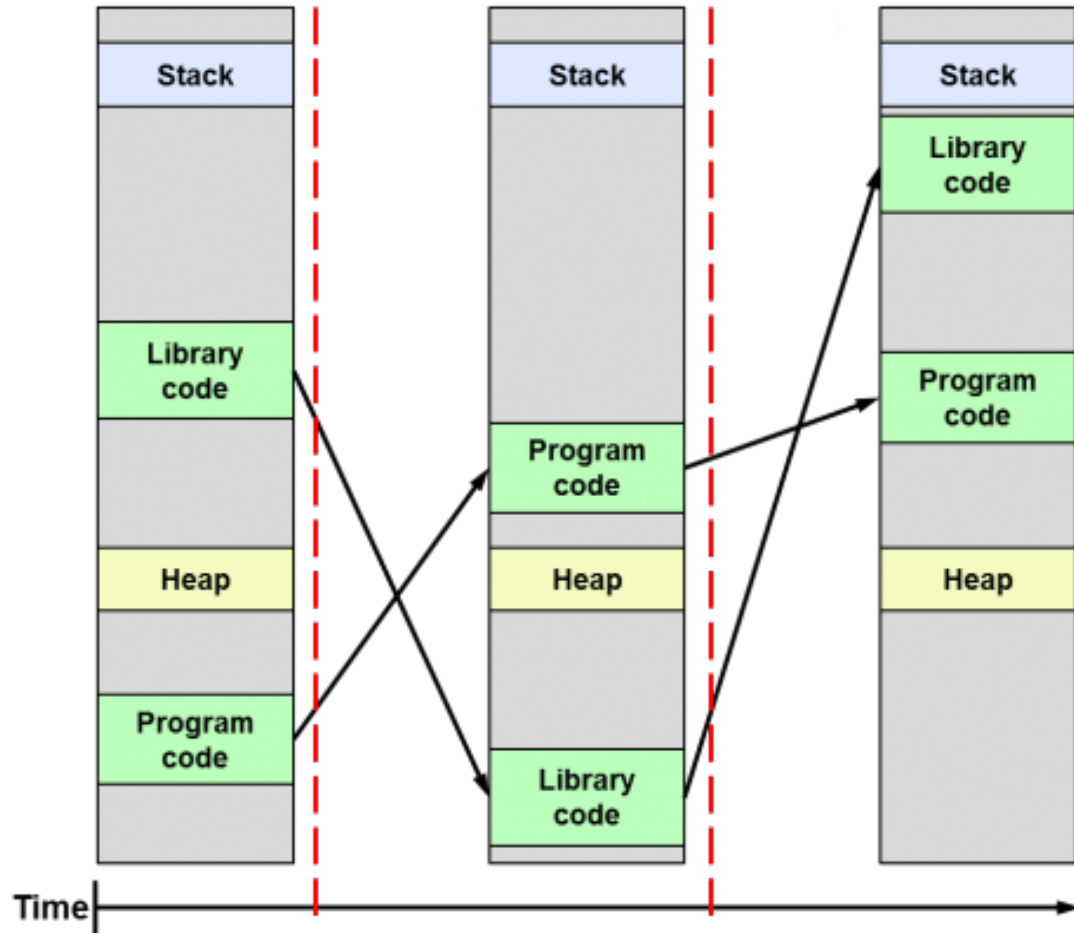 Stack
Library
code
Heap
Program
code
Stack
Program
code
Heap
Library
code
Stack
Library
code
Program
code
Heap
Time